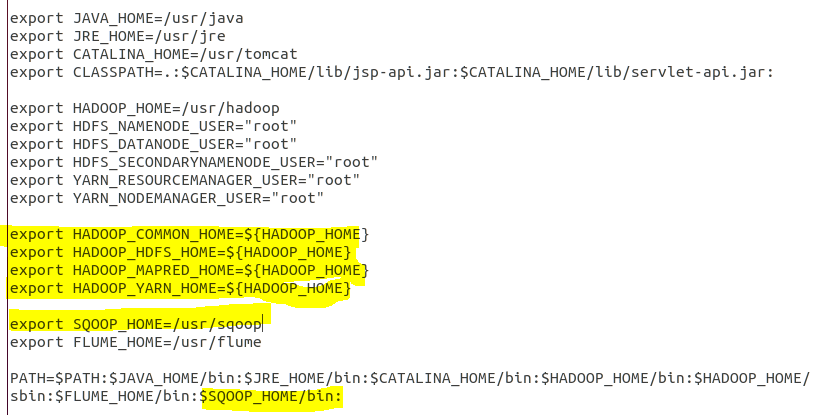 export JAVA_HOME=/usr/java
export JRE_HOME=/usr/jre
export CATALINA_HOME=/usr/tomcat
export CLASSPATH=.:$CATALINA_HOME/lib/jsp-api.jar:$CATALINA_HOME/lib/servlet-api.jar:
export HADOOP_HOME=/usr/hadoop
export HDFS_NAMENODE_USER="root"
export HDFS_DATANODE_USER="root"
export HDFS_SECONDARYNAMENODE_USER="root"
export YARN_RESOURCEMANAGER_USER="root"
export YARN_NODEMANAGER_USER="root"
export HADOOP_COMMON_HOME=${HADOOP_HOME}
export HADOOP_HDFS_HOME=${HADOOP_HOME}
export HADOOP_MAPRED_HOME=${HADOOP_HOME}
export HADOOP_YARN_HOME=${HADOOP_HOME}
export SQOOP_HOME=/usr/sqoop
export FLUME_HOME=/usr/flume
PATH=$PATH:$JAVA_HOME/bin:$JRE_HOME/bin:$CATALINA_HOME/bin:$HADOOP_HOME/bin:$HADOOP_HOME/
sbin:$FLUME_HOME/bin:$SQOOP_HOME/bin: